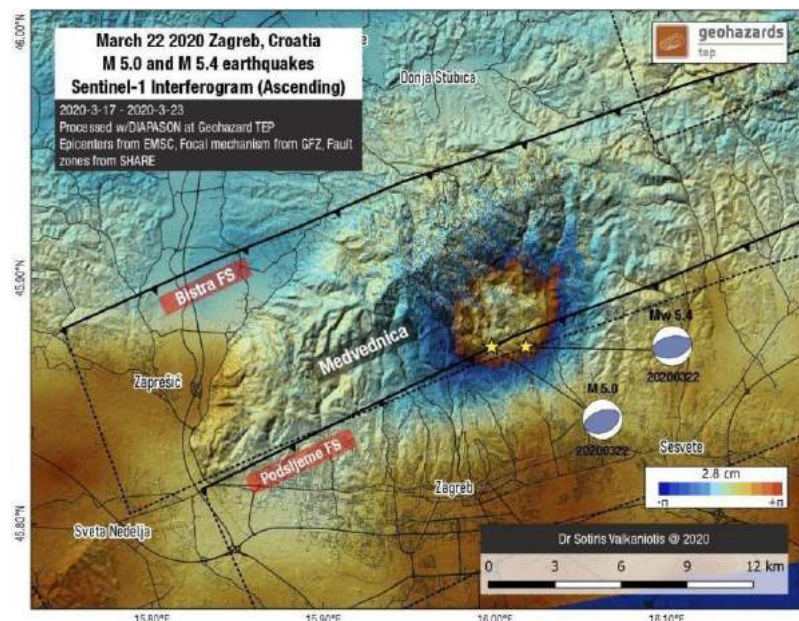 March 22 2020 Zagreb, Croatia
M 5.0 and M 5.4 earthquakes
Sentinel-1 Interferogram (Ascending)
2020-3-17 - 2020-3-23
Processed w/DIAPASON at Geohazard TEP
Epicenters from EMSC, Focal mechanism from GFZ, Fault
zones from SHARE
geohazards
tep
46.00°N
Donja Stubica
45.90°N
Bistra FS
Medvednica
Mw 5.4
20200322
Zaprešić
M 5.0
20200322
Podsljeme FS
Sesvete
Zagreb
2.8 cm
-π
+π
45.80°N
Sveta Nedelja
Dr Sotiris Valkaniotis @ 2020
0 3 6 9 12 km
15.80°E 15.90°E 16.00°E 16.10°E